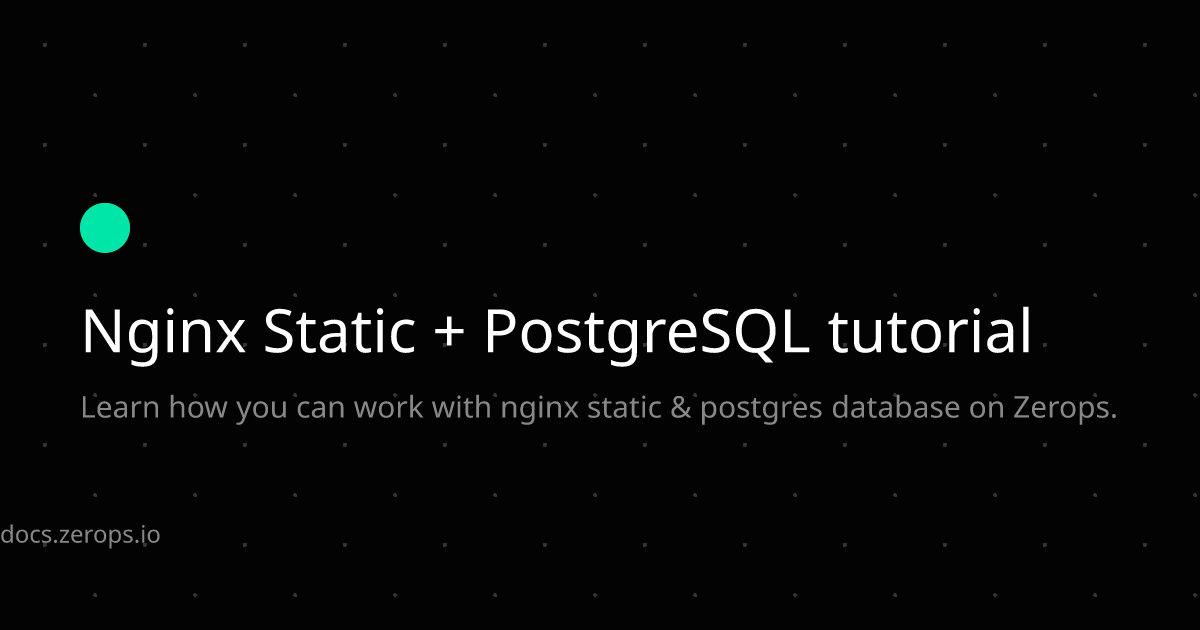 Nginx Static + PostgreSQL tutorial
Learn how you can work with nginx static & postgres database on Zerops.
docs.zerops.io